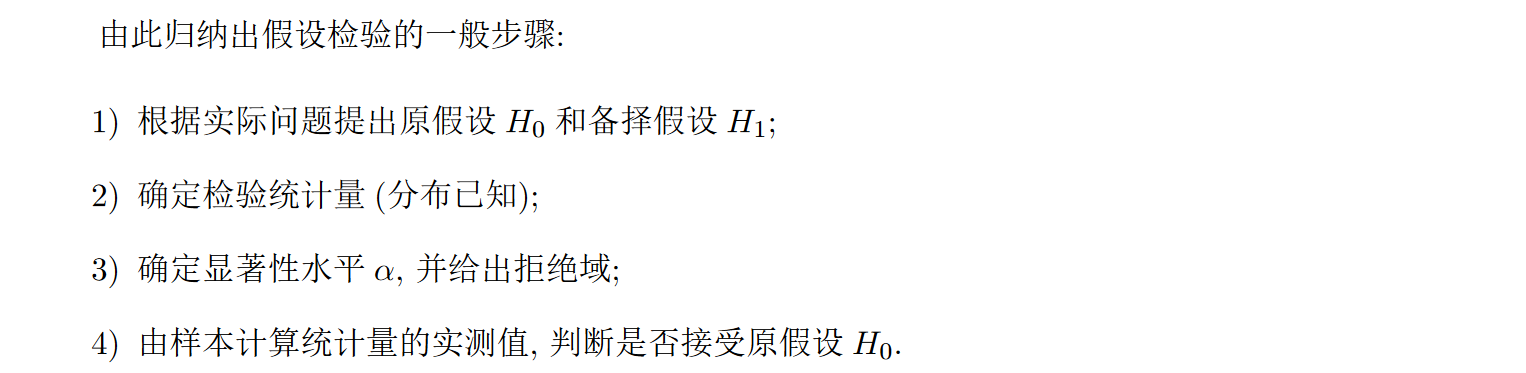 由此归纳出假设检验的一般步骤:
1) 根据实际问题提出原假设 H₀ 和备择假设 H₁;
2) 确定检验统计量 (分布已知);
3) 确定显著性水平 α, 并给出拒绝域;
4) 由样本计算统计量的实测值, 判断是否接受原假设 H₀.